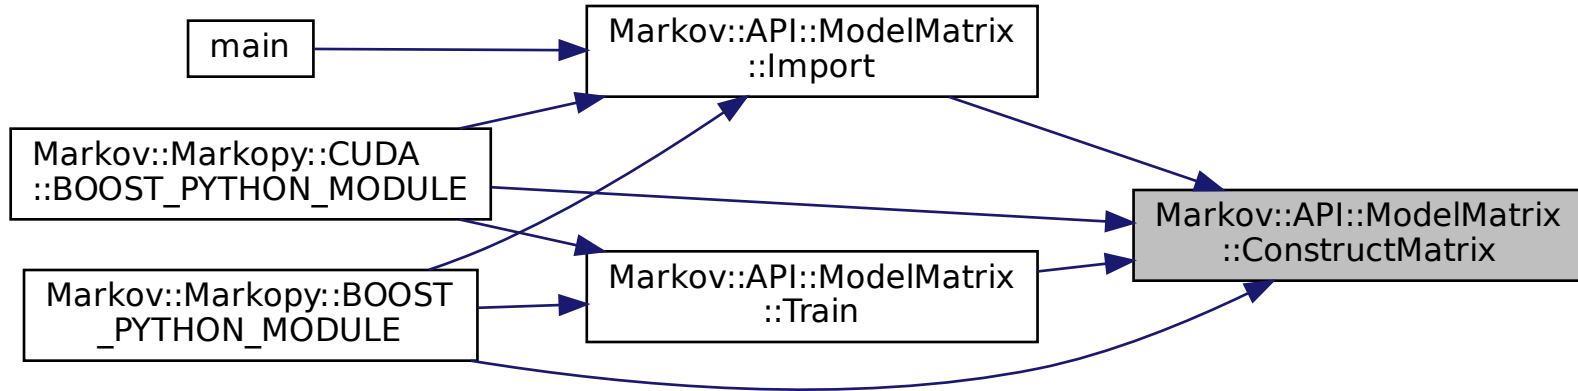 main
Markov::API::ModelMatrix
::Import
Markov::Markopy::CUDA
::BOOST_PYTHON_MODULE
Markov::API::ModelMatrix
::ConstructMatrix
Markov::Markopy::BOOST
_PYTHON_MODULE
Markov::API::ModelMatrix
::Train